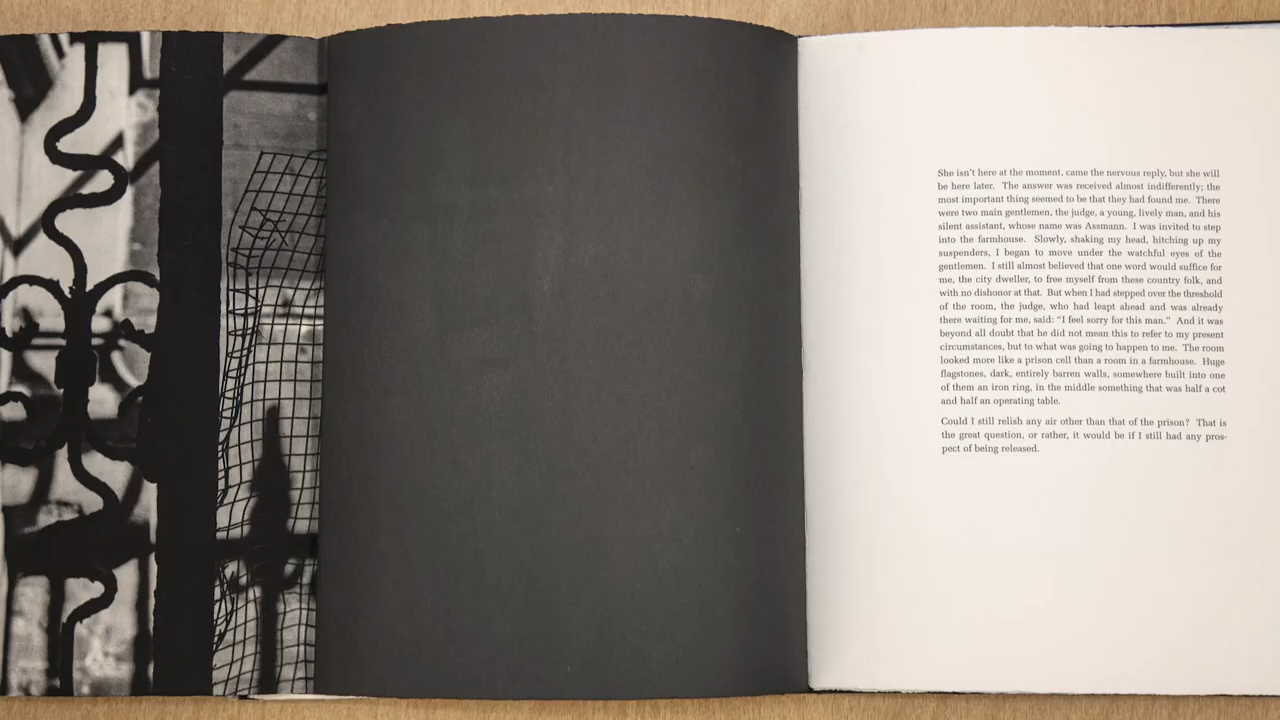 She isn't here at the moment, came the nervous reply, but she will
be here later. The answer was received almost indifferently; the
most important thing seemed to be that they had found me. There
were two main gentlemen, the judge, a young, lively man, and his
silent assistant, whose name was Assmann. I was invited to step
into the farmhouse. Slowly, shaking my head, hitching up my
suspenders, I began to move under the watchful eyes of the
gentlemen. I still almost believed that one word would suffice for
me, the city dweller, to free myself from these country folk, and
with no dishonor at that. But when I had stepped over the threshold
of the room, the judge, who had leapt ahead and was already
there waiting for me, said: “I feel sorry for this man.” And it was
beyond all doubt that he did not mean this to refer to my present
circumstances, but to what was going to happen to me. The room
looked more like a prison cell than a room in a farmhouse. Huge
flagstones, dark, entirely barren walls, somewhere built into one
of them an iron ring, in the middle something that was half a cot
and half an operating table.
Could I still relish any air other than that of the prison? That is
the great question, or rather, it would be if I still had any pros-
pect of being released.